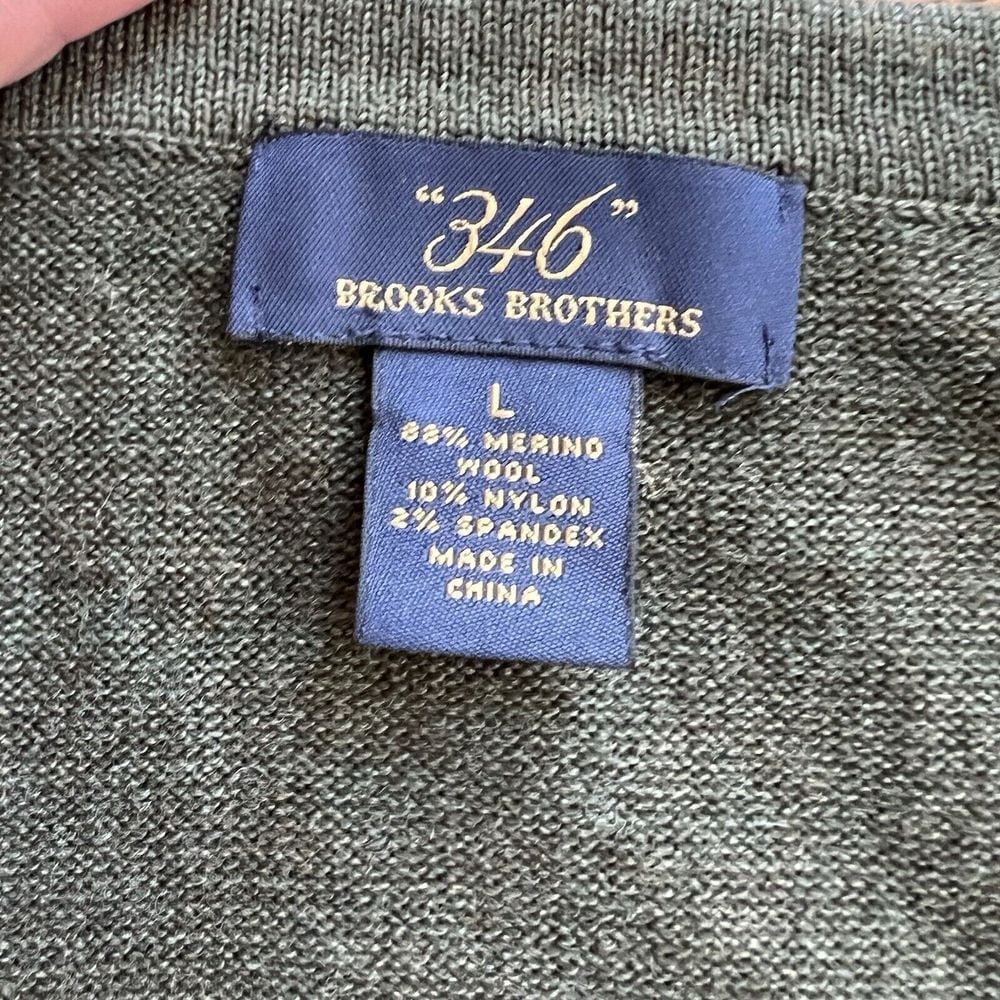 “346”
BROOKS BROTHERS
L
88% MERINO
WOOL
10% NYLON
2% SPANDEX
MADE IN
CHINA